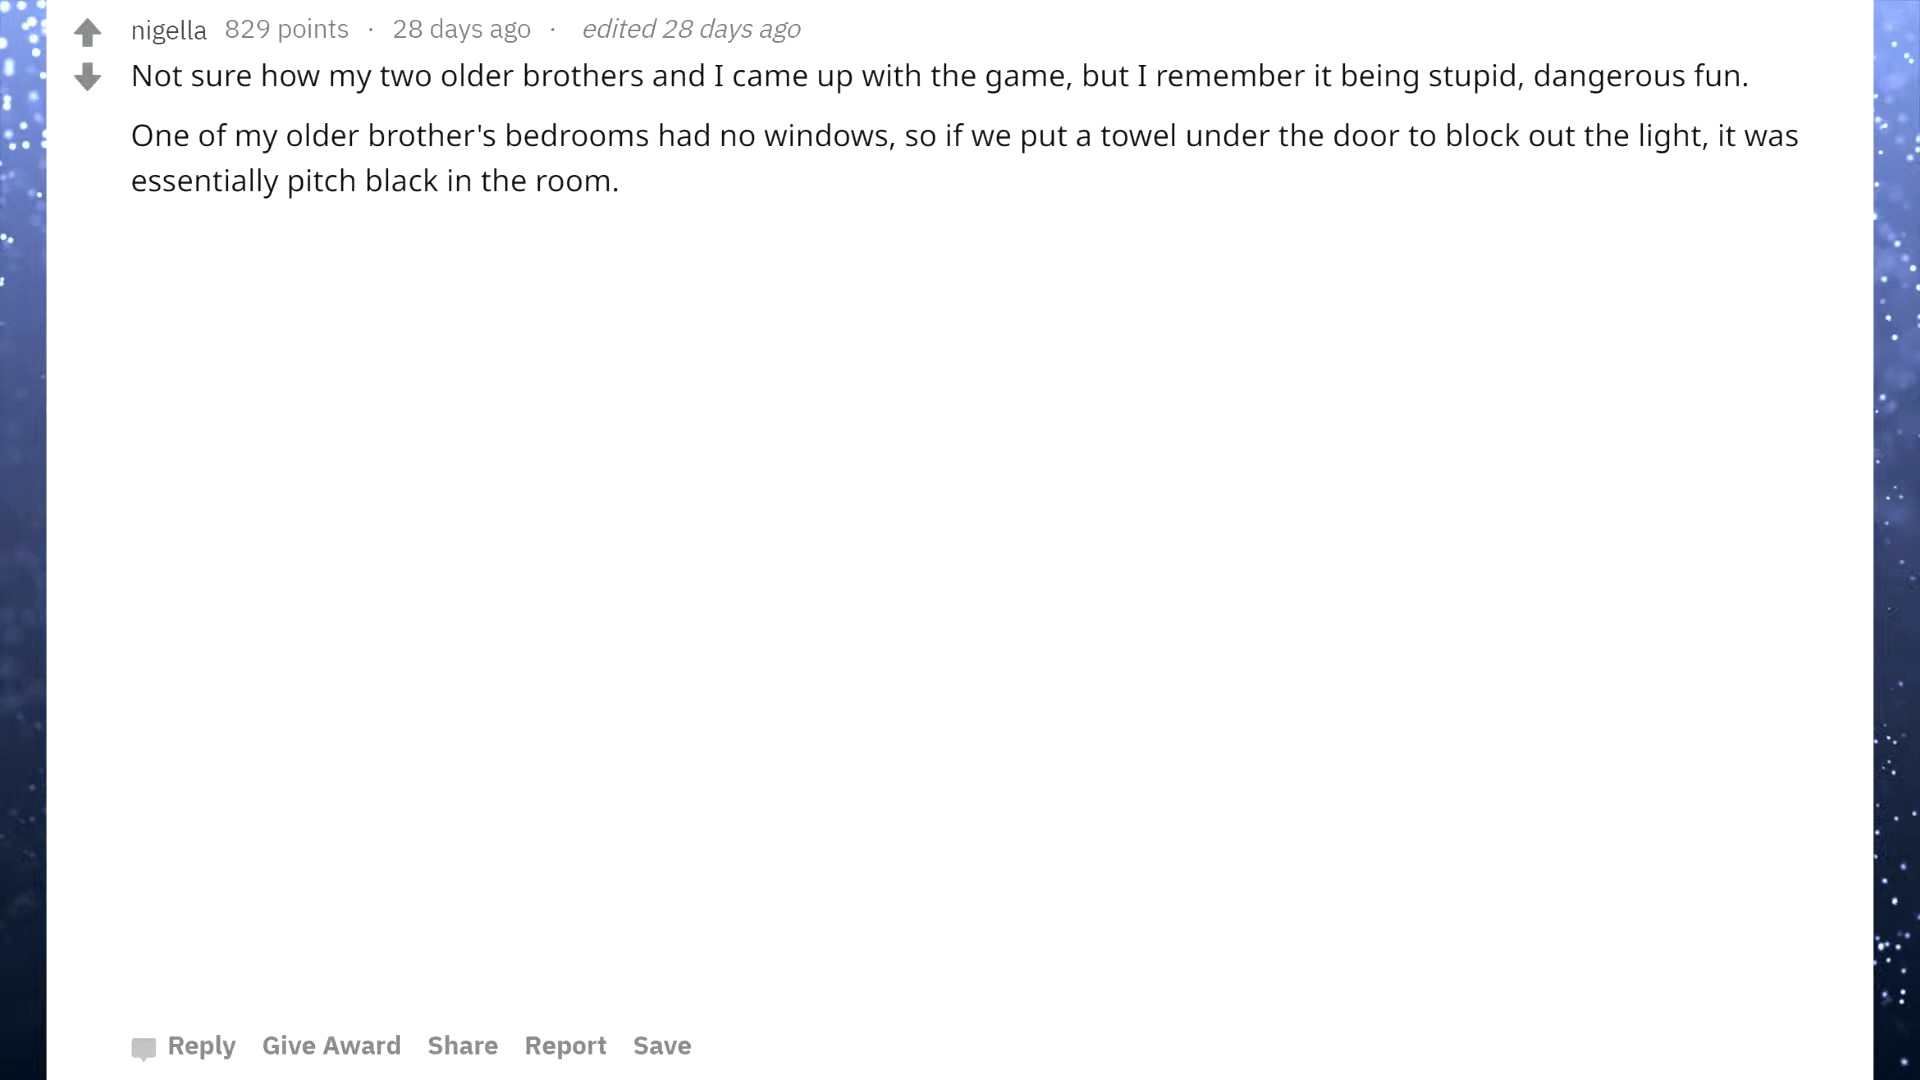 nigella 829 points · 28 days ago · edited 28 days ago
Not sure how my two older brothers and I came up with the game, but I remember it being stupid, dangerous fun.
One of my older brother's bedrooms had no windows, so if we put a towel under the door to block out the light, it was
essentially pitch black in the room.
Reply Give Award Share Report Save